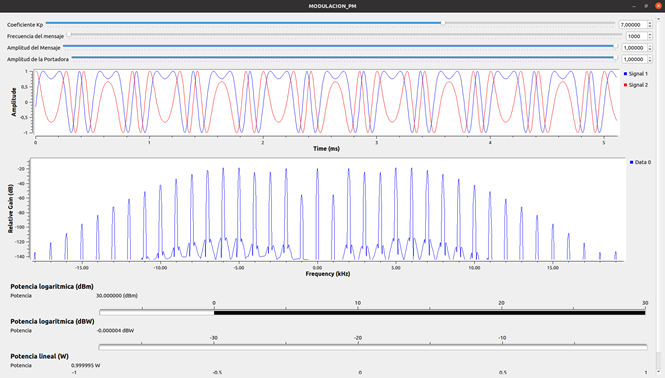 MODULACION_PM
Coeficiente Kp 7,00000
Frecuencia del mensaje 1000
Amplitud del Mensaje 1,00000
Amplitud de la Portadora 1,00000
Signal 1
Signal 2
Amplitude
1
0,5
0
-0,5
-1
0 1 2 3 4 5
Time (ms)
Data 0
Relative Gain (dB)
-20
-40
-60
-80
-100
-120
-140
-15.00 -10.00 -5.00 0.00 5.00 10.00 15.00
Frequency (kHz)
Potencia logarítmica (dBm)
Potencia 30.000000 (dBm)
0 10 20 30
Potencia logarítmica (dBW)
Potencia -0.000004 dBW
-30 -20 -10
Potencia lineal (W)
Potencia 0.999995 W
-1 -0.5 0 0.5 1